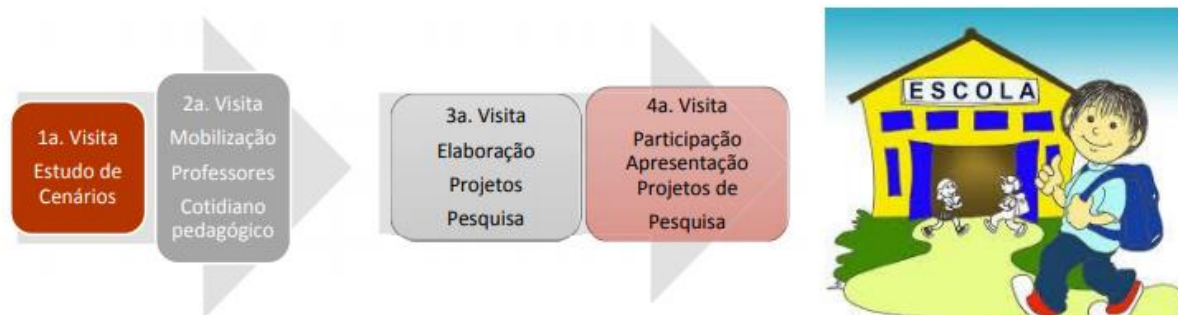 1a. Visita
Estudo de
Cenários
2a. Visita
Mobilização
Professores
Cotidiano
pedagógico
3a. Visita
Elaboração
Projetos
Pesquisa
4a. Visita
Participação
Apresentação
Projetos de
Pesquisa
ESCOLA